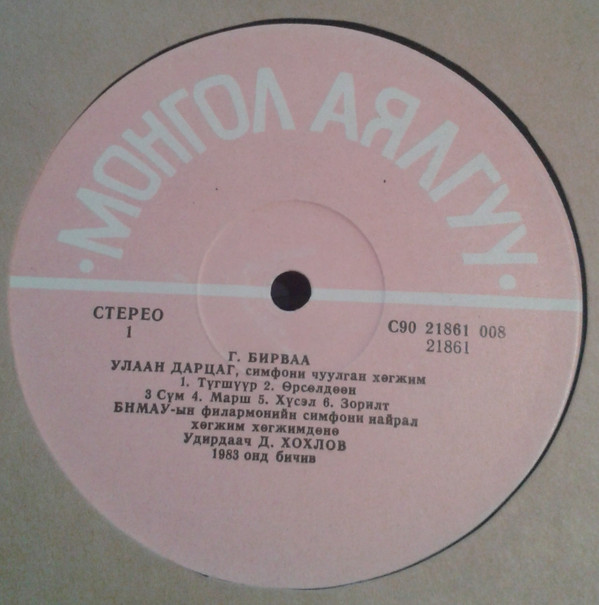 • МОНГОЛ АЯЛГУУ •
СТЕРЕО
1
С90 21861 008
21861
Г. БИРВАА
УЛААН ДАРЦАГ, симфони чуулган хөгжим
1. Түгшүүр 2. Өрсөлдөөн
3 Сүм 4. Марш 5. Хүсэл 6. Зорилт
БНМАУ-ын филармонийн симфони найрал
хөгжим хөгжимдөнө
Удирдаач Д. ХОХЛОВ
1983 онд бичив